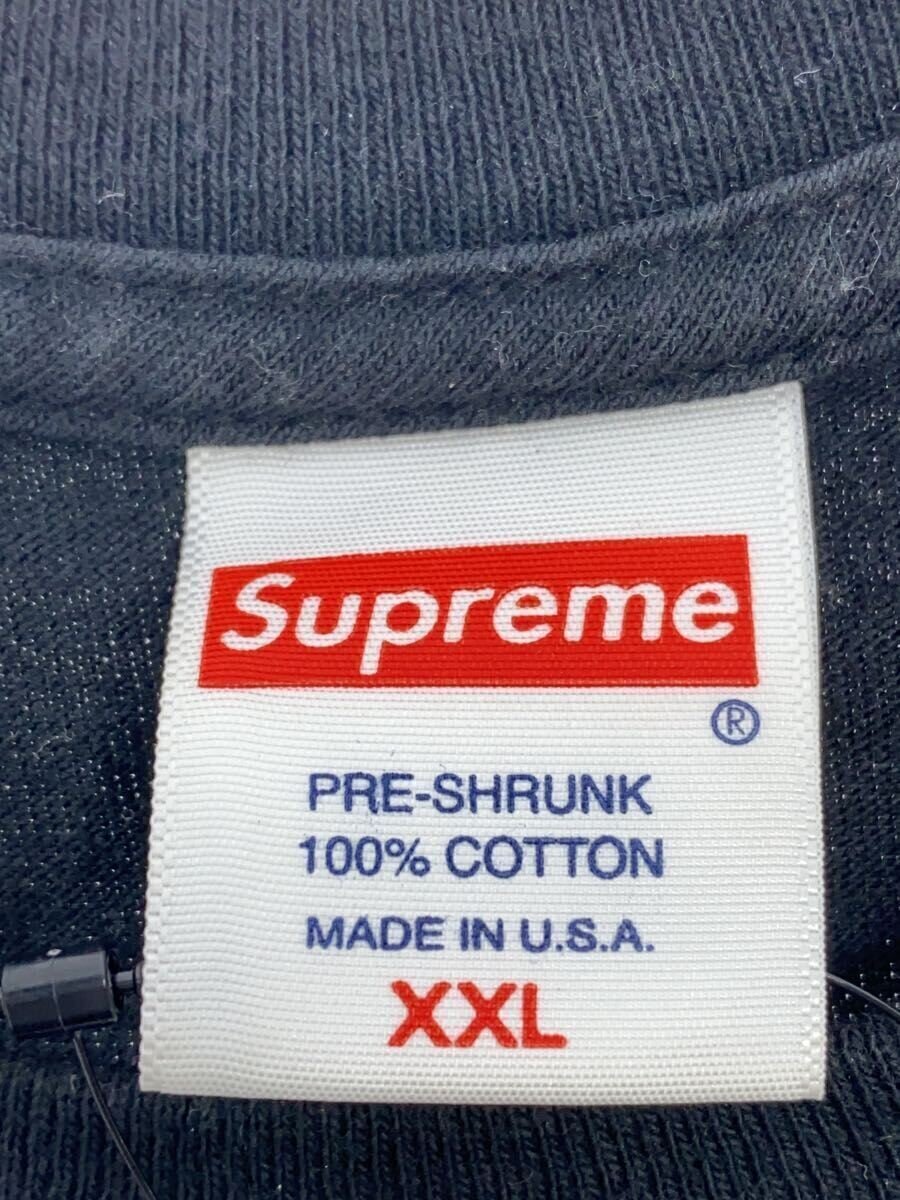 Supreme
®
PRE-SHRUNK
100% COTTON
MADE IN U.S.A.
XXL